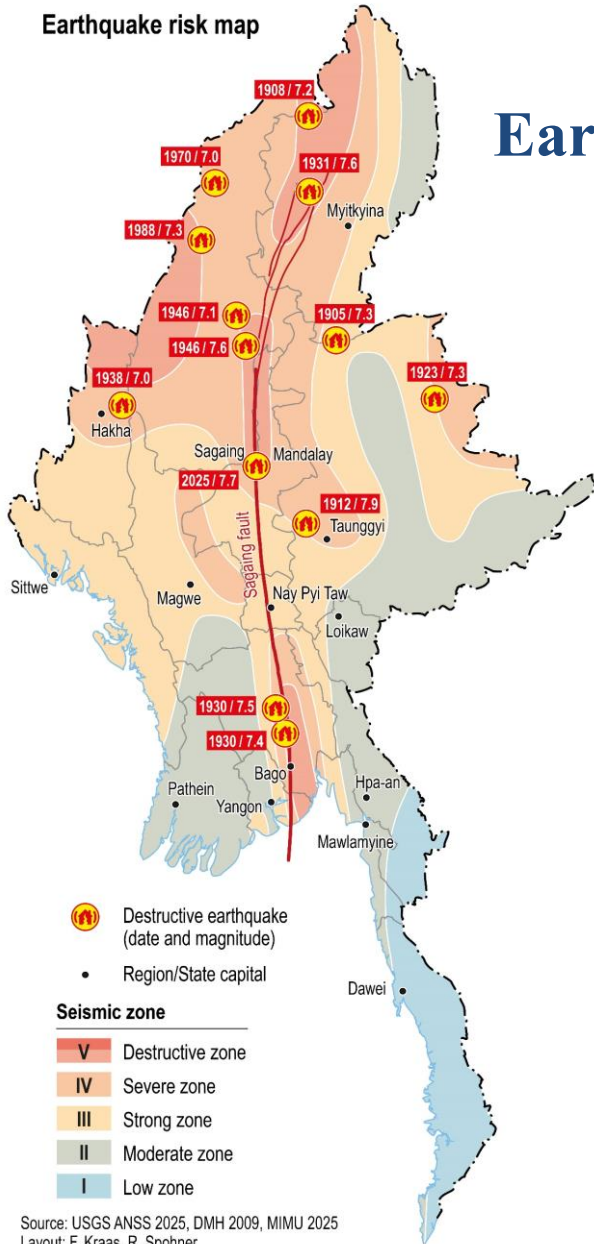 Earthquake risk map
Ear
1908 / 7.2
1970 / 7.0
1931 / 7.6
Myitkyina
1988 / 7.3
1946 / 7.1
1905 / 7.3
1946 / 7.6
1923 / 7.3
1938 / 7.0
Hakha
Sagaing
Mandalay
2025 / 7.7
1912 / 7.9
Taunggyi
Sagaing fault
Sittwe
Magwe
Nay Pyi Taw
Loikaw
1930 / 7.5
1930 / 7.4
Bago
Pathein
Yangon
Hpa-an
Mawlamyine
Destructive earthquake
(date and magnitude)
Region/State capital
Dawei
Seismic zone
V Destructive zone
IV Severe zone
III Strong zone
II Moderate zone
I Low zone
Source: USGS ANSS 2025, DMH 2009, MIMU 2025
Layout: F. Kraas, R. Spohner